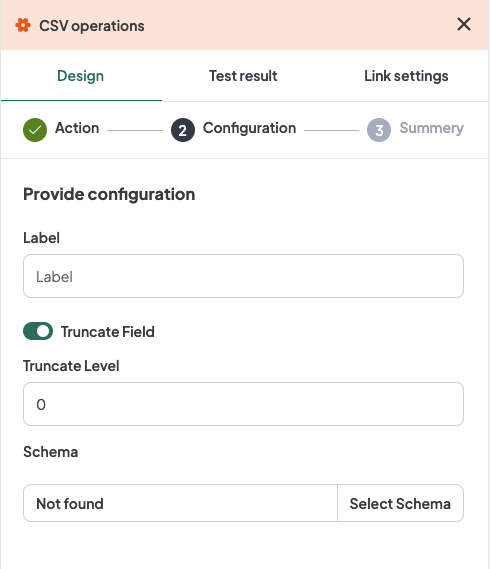 CSV operations
Design Test result Link settings
Action 2 Configuration 3 Summery
Provide configuration
Label
Label
Truncate Field
Truncate Level
0
Schema
Not found Select Schema